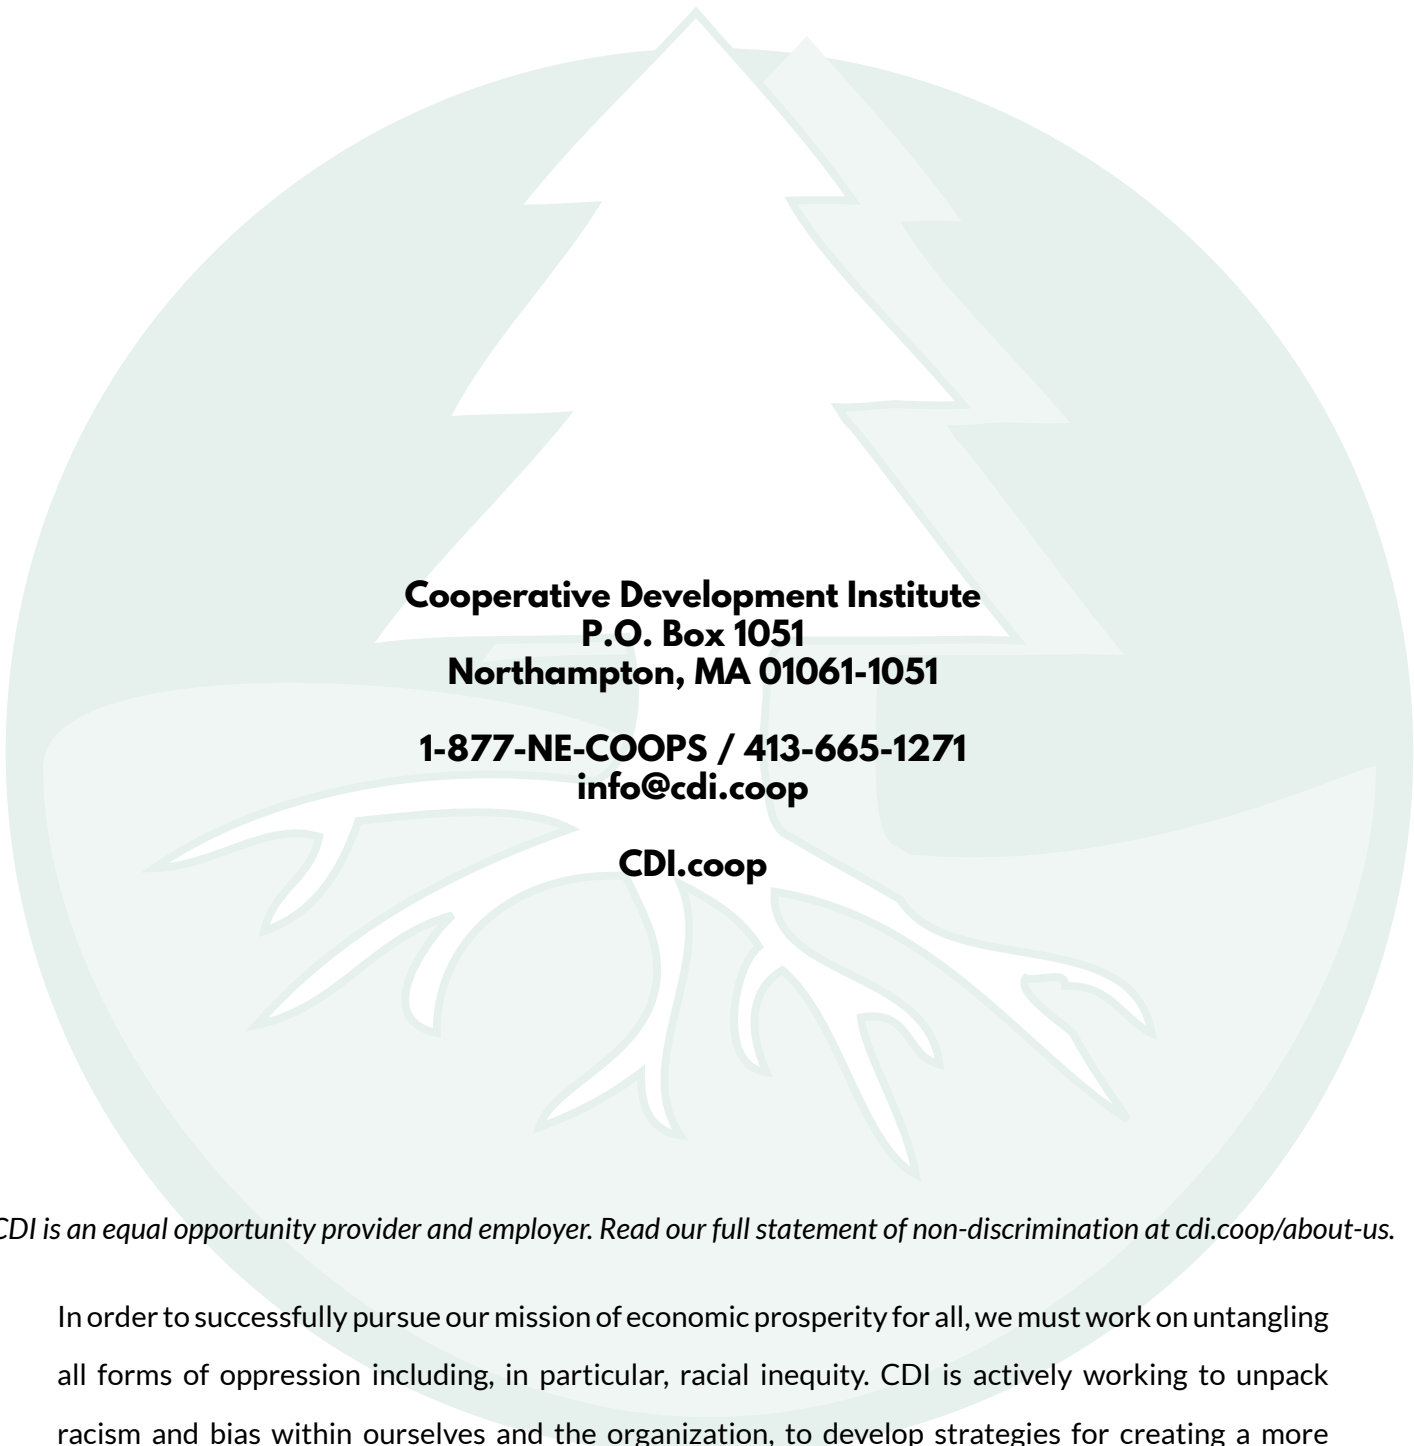 Cooperative Development Institute
P.O. Box 1051
Northampton, MA 01061-1051
1-877-NE-COOPS / 413-665-1271
info@cdi.coop
CDI.coop
CDI is an equal opportunity provider and employer. Read our full statement of non-discrimination at cdi.coop/about-us.
In order to successfully pursue our mission of economic prosperity for all, we must work on untangling
all forms of oppression including, in particular, racial inequity. CDI is actively working to unpack
racism and bias within ourselves and the organization, to develop strategies for creating a more